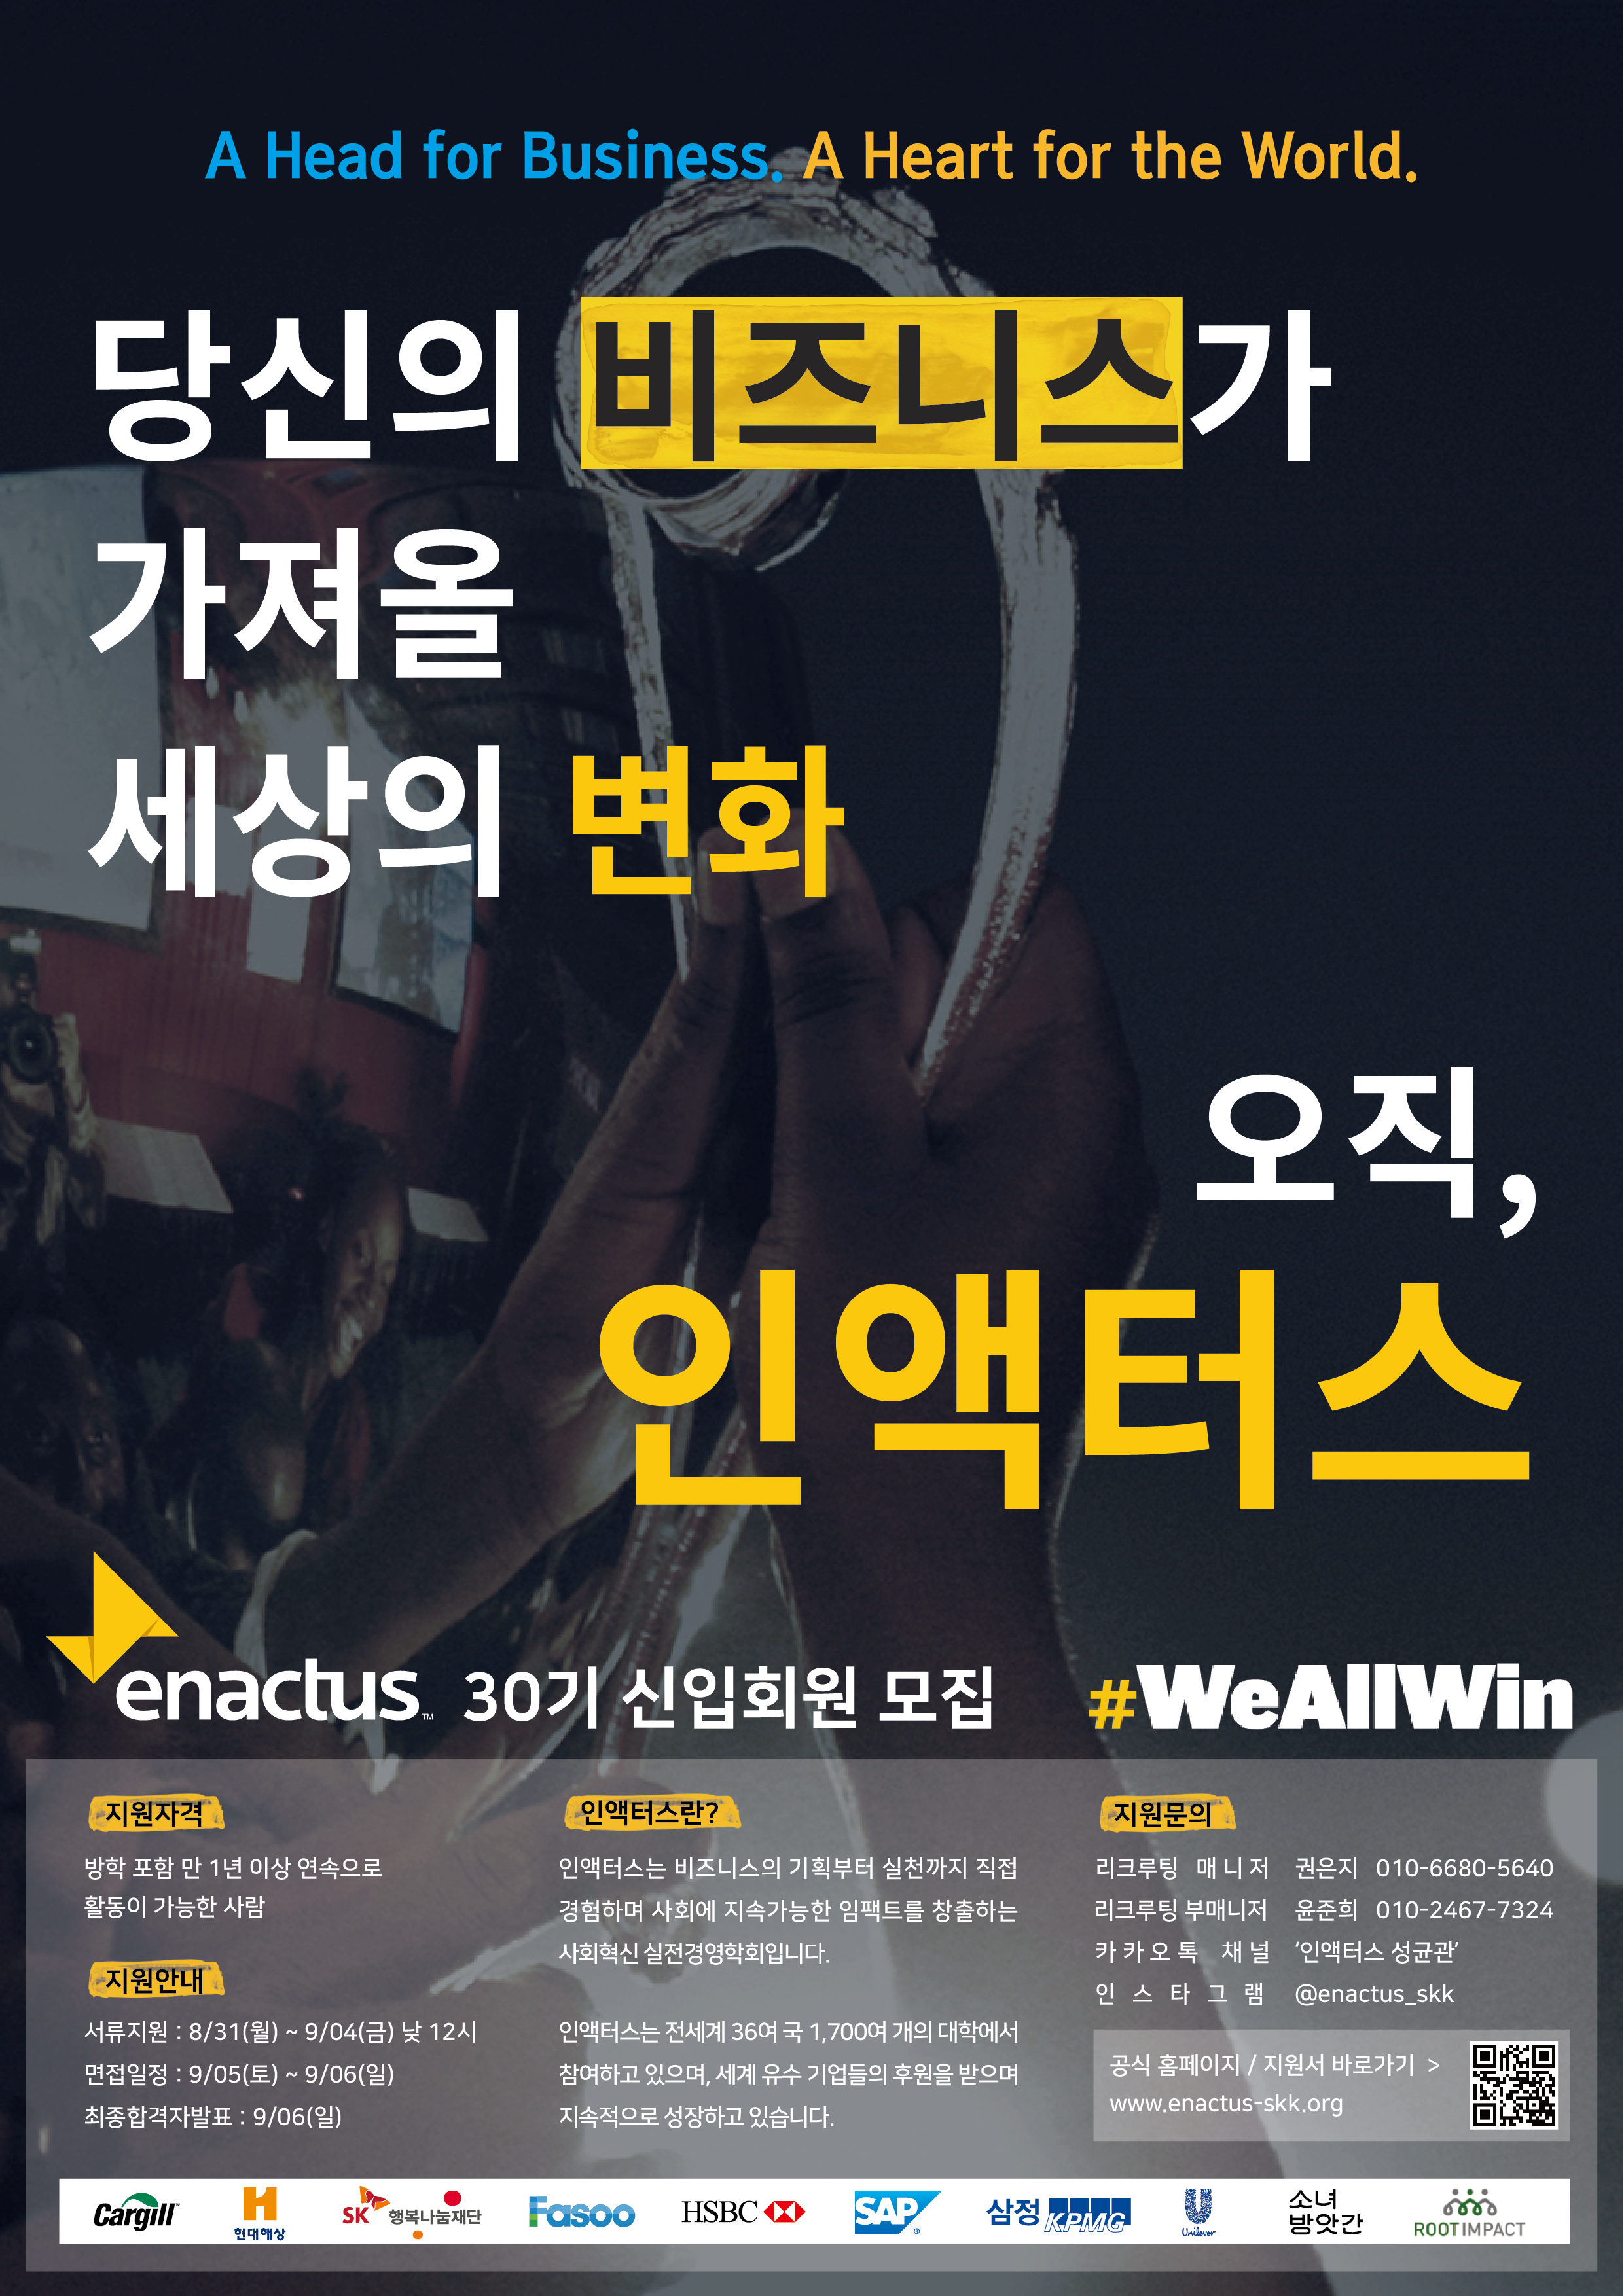 A Head for Business. A Heart for the World.
당신의 비즈니스가
가져올
세상의 변화
오직,
인액터스
enactus™ 30기 신입회원 모집
#WeAllWin
지원자격
방학 포함 만 1년 이상 연속으로
활동이 가능한 사람
지원안내
서류지원 : 8/31(월) ~ 9/04(금) 낮 12시
면접일정 : 9/05(토) ~ 9/06(일)
최종합격자발표 : 9/06(일)
인액터스란?
인액터스는 비즈니스의 기획부터 실천까지 직접
경험하며 사회에 지속가능한 임팩트를 창출하는
사회혁신 실전경영학회입니다.
인액터스는 전세계 36여 국 1,700여 개의 대학에서
참여하고 있으며, 세계 유수 기업들의 후원을 받으며
지속적으로 성장하고 있습니다.
지원문의
리크루팅 매니저 권은지 010-6680-5640
리크루팅 부매니저 윤준희 010-2467-7324
카카오톡 채널 '인액터스 성균관'
인스타그램 @enactus_skk
공식 홈페이지 / 지원서 바로가기 >
www.enactus-skk.org
Cargill™
현대해상
SK 행복나눔재단
Fasoo
HSBC
SAP®
삼정 KPMG
Unilever
소녀
방앗간
ROOTIMPACT